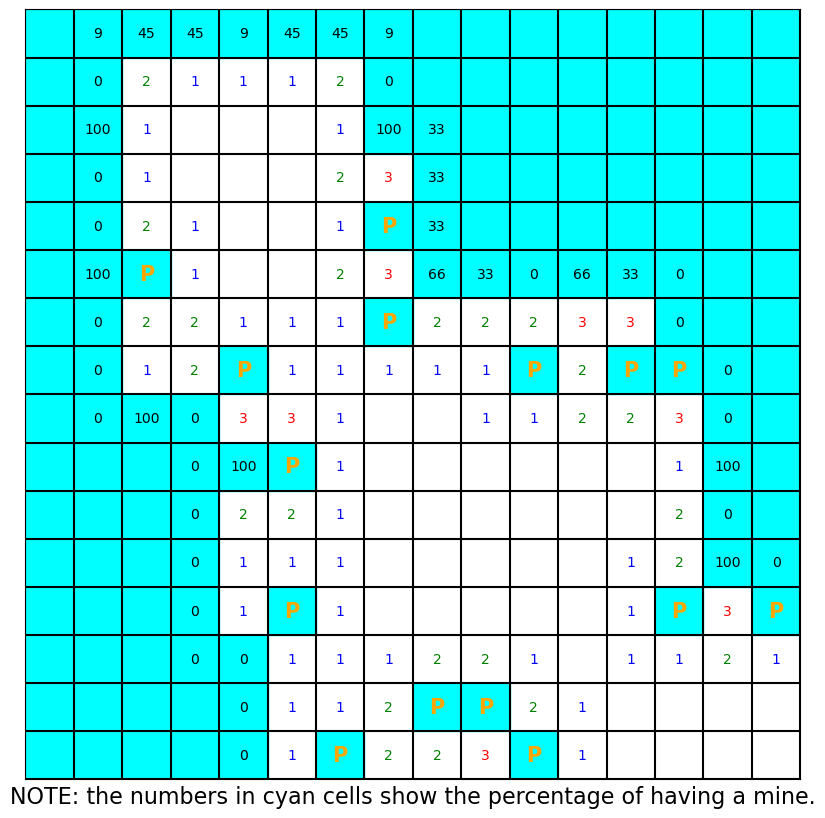 9 45 45 9 45 45 9
0 2 1 1 1 2 0
100 1 1 100 33
0 1 2 3 33
0 2 1 1 P 33
100 P 1 2 3 66 33 0 66 33 0
0 2 2 1 1 1 P 2 2 2 3 3 0
0 1 2 P 1 1 1 1 1 P 2 P P 0
0 100 0 3 3 1 1 1 2 2 3 0
0 100 P 1 1 100
0 2 2 1 2 0
0 1 1 1 1 2 100 0
0 1 P 1 1 P 3 P
0 0 1 1 1 2 2 1 1 1 2 1
0 1 1 2 P P 2 1
0 1 P 2 2 3 P 1
NOTE: the numbers in cyan cells show the percentage of having a mine.